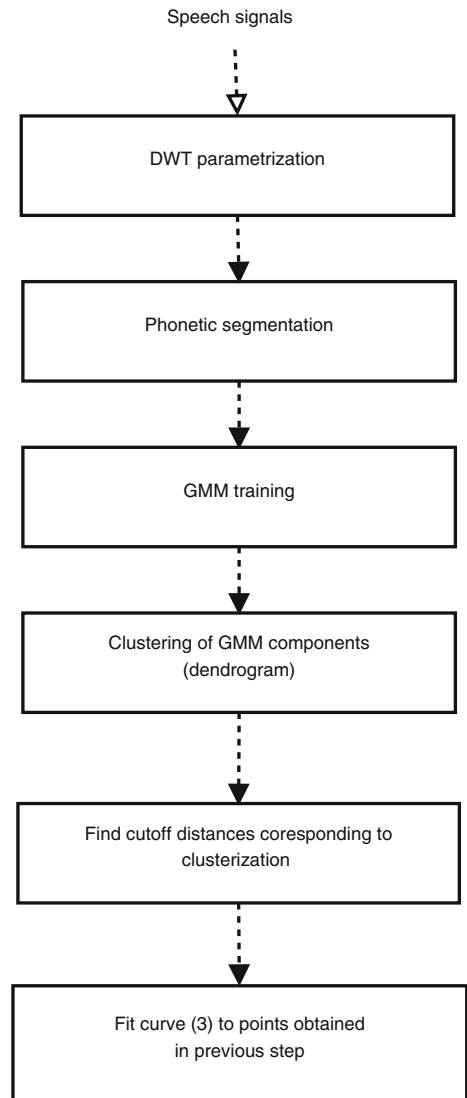 Speech signals
DWT parametrization
Phonetic segmentation
GMM training
Clustering of GMM components
(dendrogram)
Find cutoff distances coresponding to
clusterization
Fit curve (3) to points obtained
in previous step